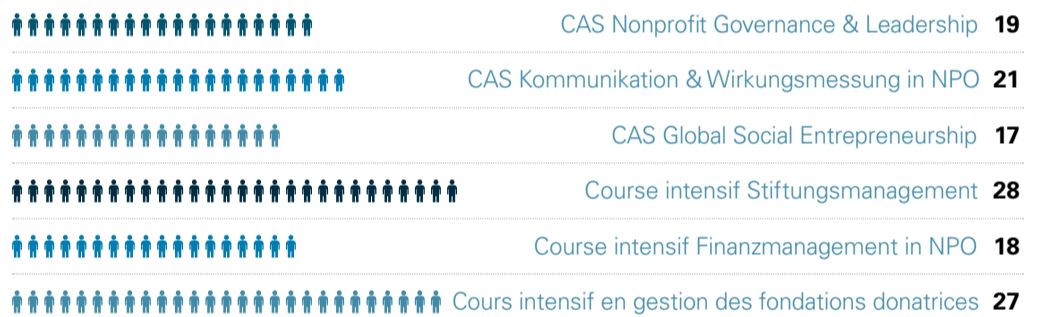 CAS Nonprofit Governance & Leadership 19
CAS Kommunikation & Wirkungsmessung in NPO 21
CAS Global Social Entrepreneurship 17
Course intensif Stiftungsmanagement 28
Course intensif Finanzmanagement in NPO 18
Cours intensif en gestion des fondations donatrices 27